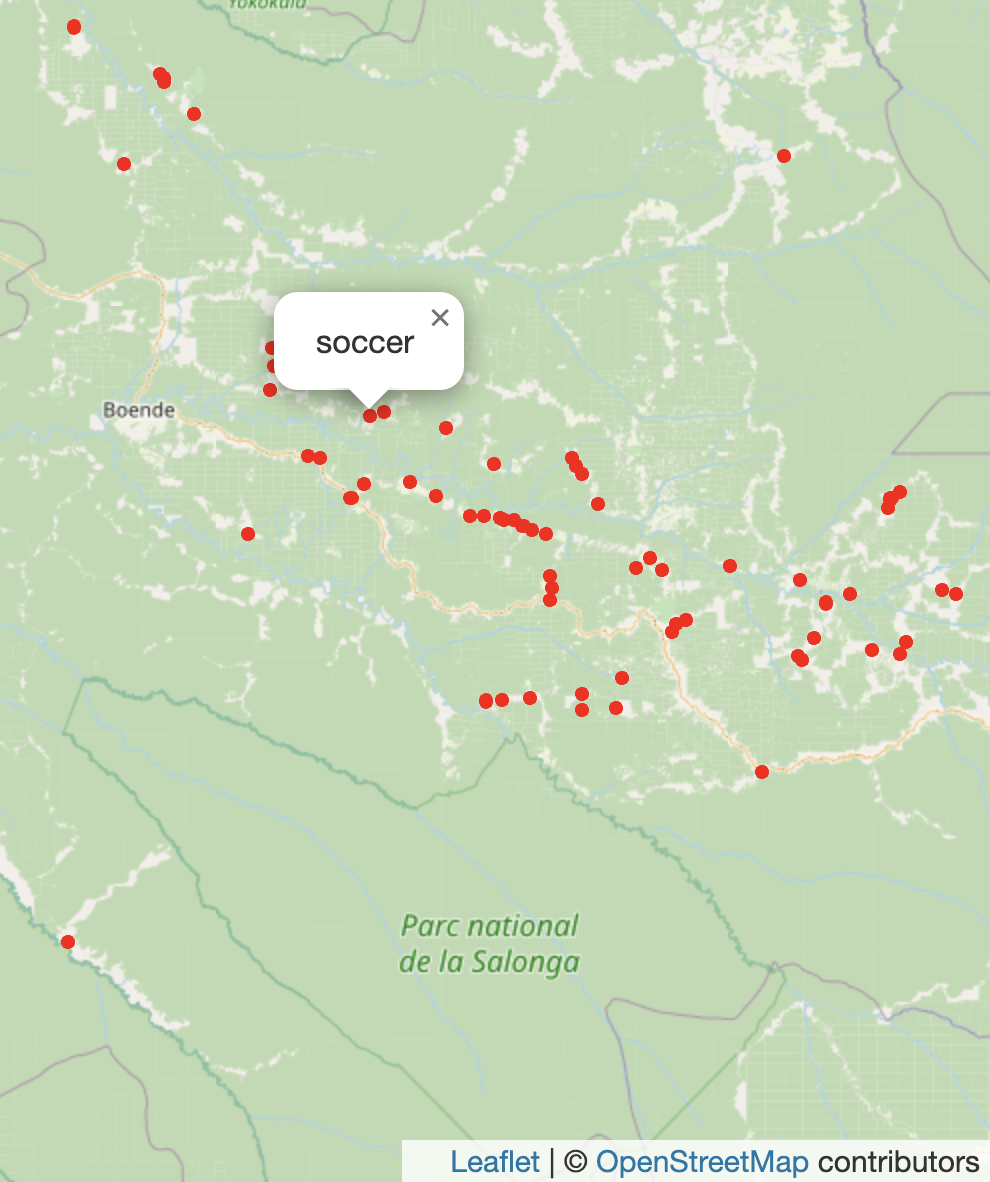 Yokokala
soccer
×
Boende
Parc national
de la Salonga
Leaflet | © OpenStreetMap contributors